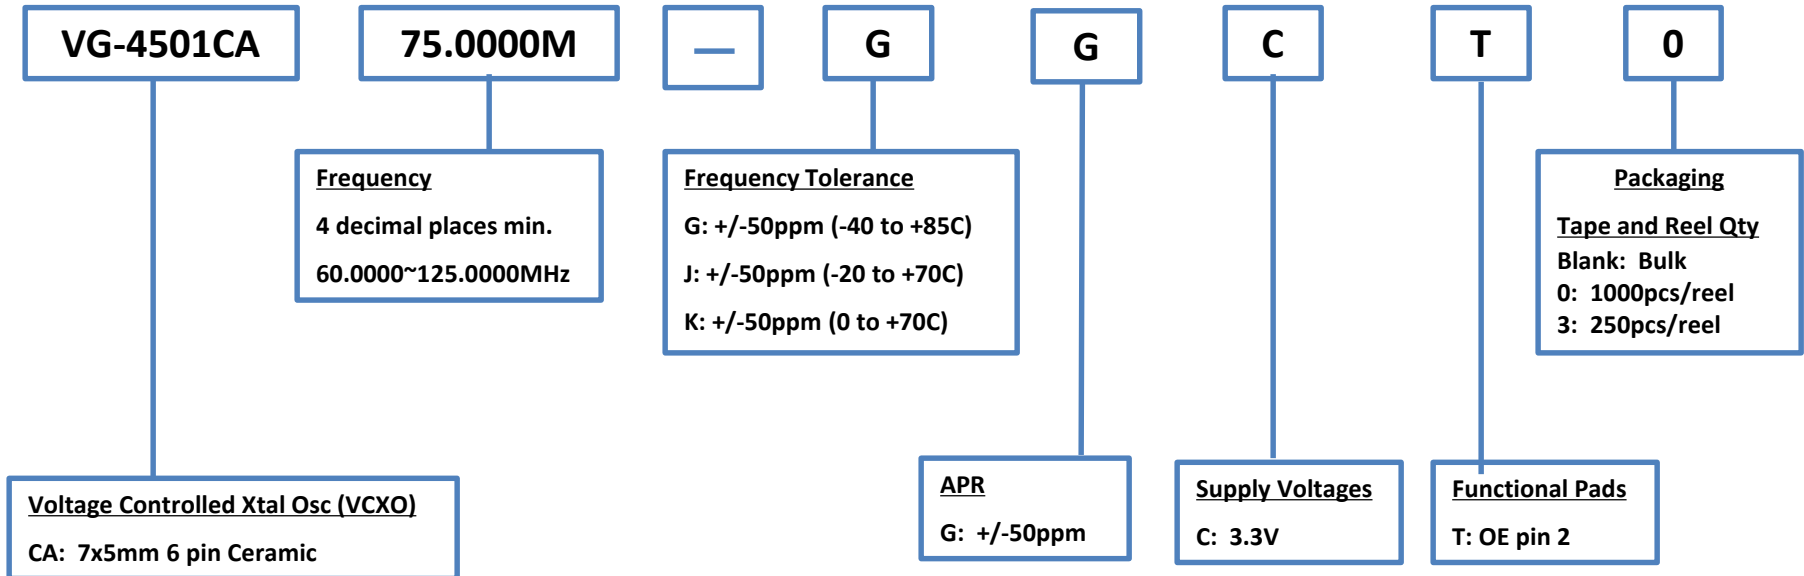 VG-4501CA 75.0000M — G G C T 0
Frequency
4 decimal places min.
60.0000~125.0000MHz
Frequency Tolerance
G: +/-50ppm (-40 to +85C)
J: +/-50ppm (-20 to +70C)
K: +/-50ppm (0 to +70C)
Packaging
Tape and Reel Qty
Blank: Bulk
0: 1000pcs/reel
3: 250pcs/reel
Voltage Controlled Xtal Osc (VCXO)
CA: 7x5mm 6 pin Ceramic
APR
G: +/-50ppm
Supply Voltages
C: 3.3V
Functional Pads
T: OE pin 2